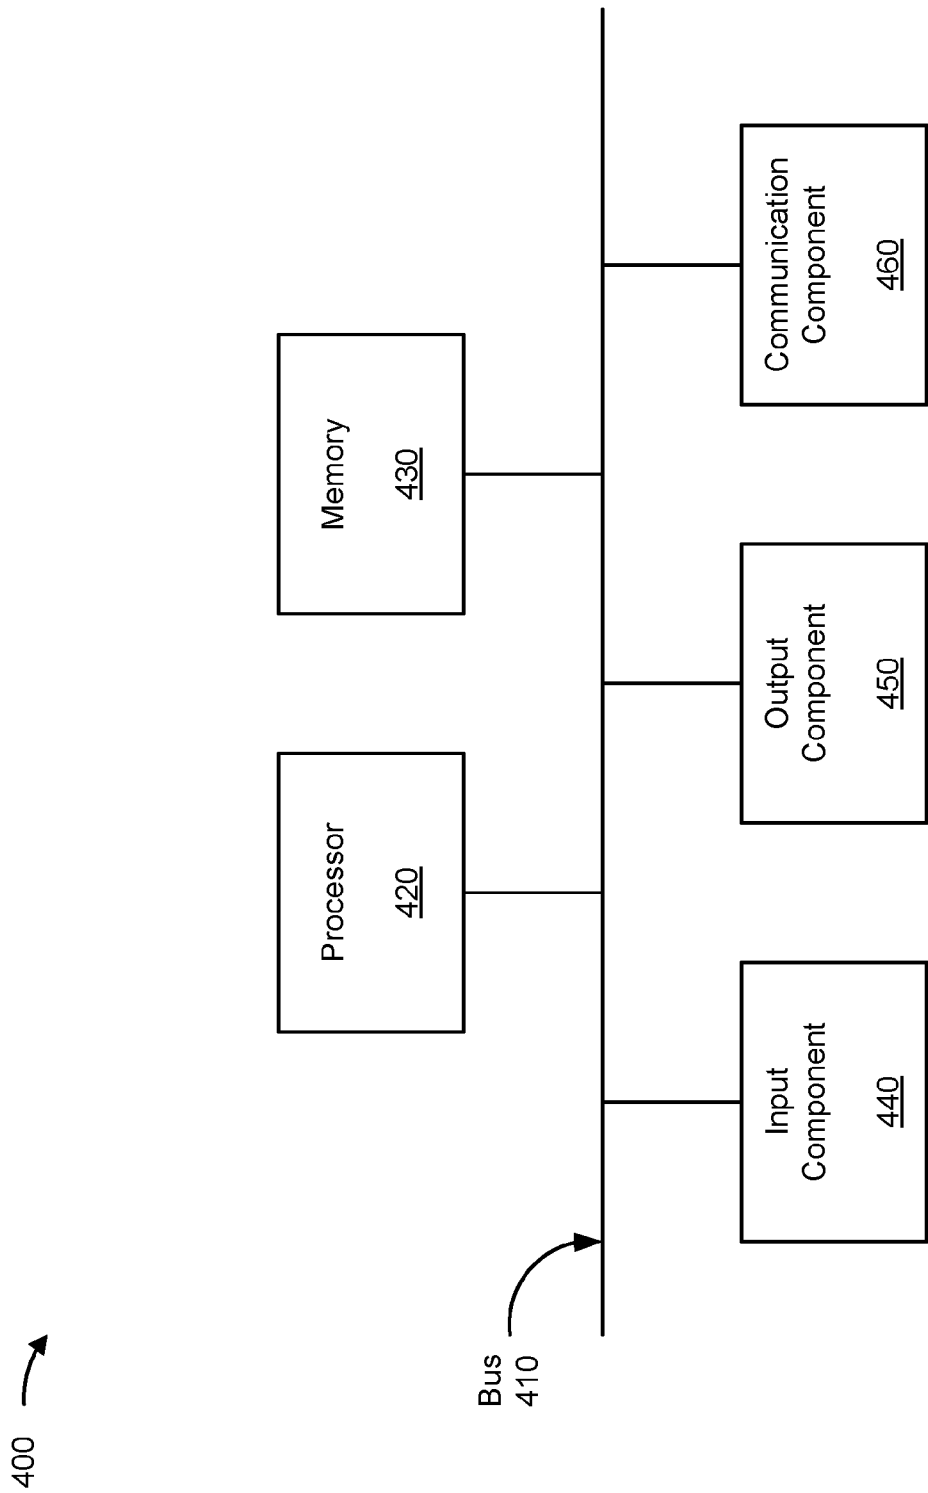 400
Processor
420
Memory
430
Bus
410
Input
Component
440
Output
Component
450
Communication
Component
460